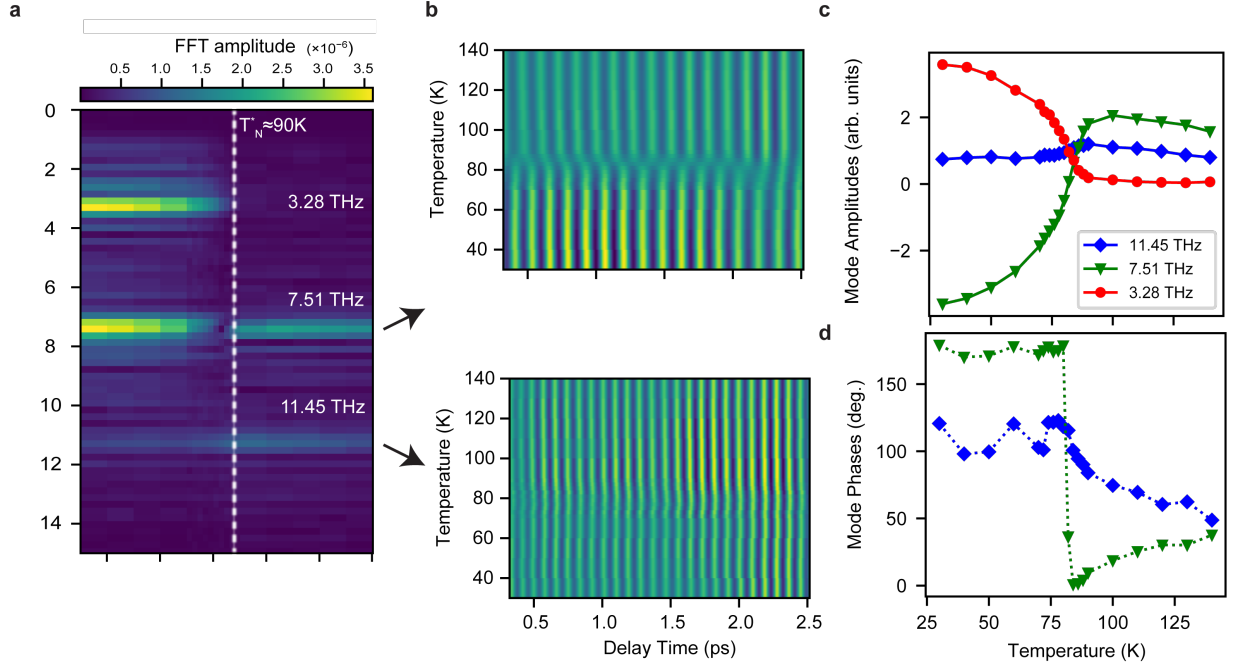 a
FFT amplitude (×10⁻⁶)
0.5 1.0 1.5 2.0 2.5 3.0 3.5
T*N≈90K
3.28 THz
7.51 THz
11.45 THz
0
2
4
6
8
10
12
14
b
140
120
100
80
60
40
Temperature (K)
140
120
100
80
60
40
Temperature (K)
0.5 1.0 1.5 2.0 2.5
Delay Time (ps)
c
2
0
−2
Mode Amplitudes (arb. units)
11.45 THz
7.51 THz
3.28 THz
d
150
100
50
0
Mode Phases (deg.)
25 50 75 100 125
Temperature (K)